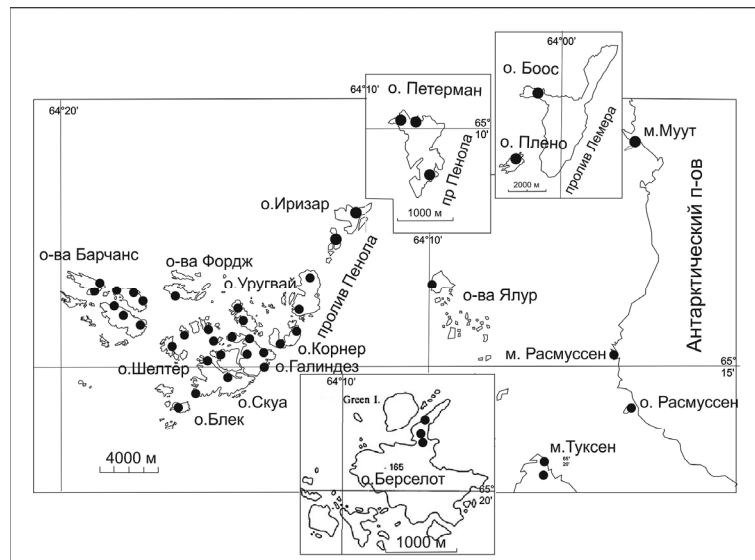 64°00'
64°10'
о. Петерман
о. Боос
64°20'
65°
10'
м.Муут
о. Плено
пр Пенола
2000 м
пролив Лемера
о.Иризар
1000 м
64°10'
Антарктический п-ов
о-ва Барчанс
о-ва Фордж
о.Уругвай
пролив Пенола
о-ва Ялур
о.Корнер
м. Расмуссен
о.Шелтер
о.Галиндез
65°
15'
64°10'
о.Скуа
Green I.
о. Расмуссен
о.Блек
м.Туксен
4000 м
165
65°
20'
о.Берселот
65°
20'
1000 м